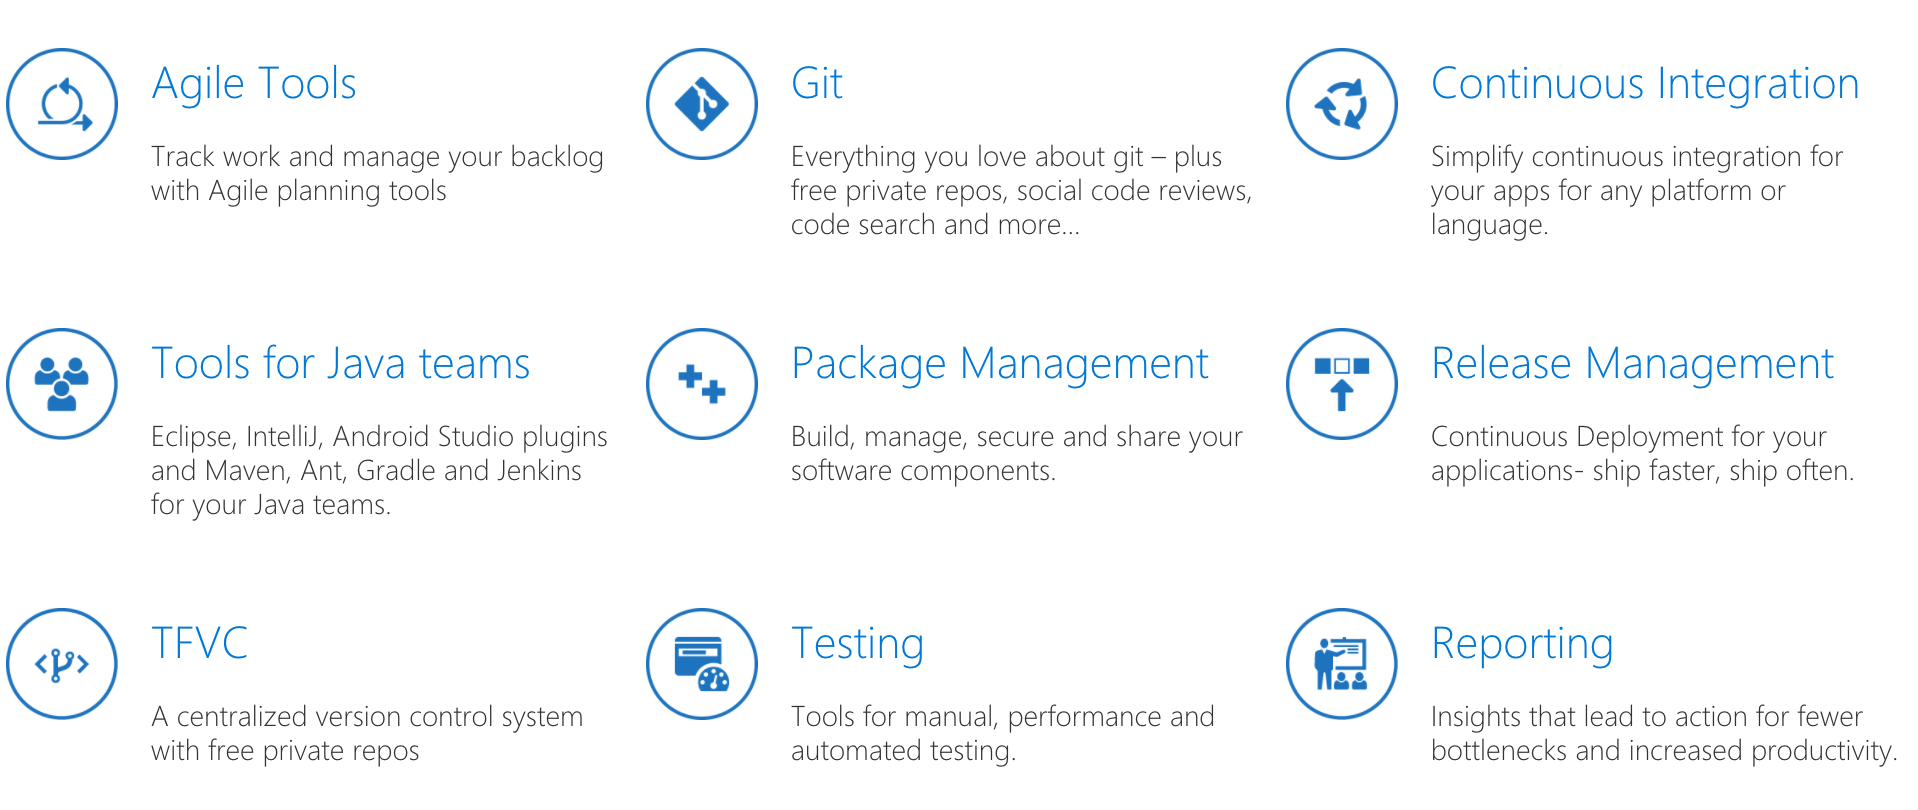 Agile Tools
Track work and manage your backlog
with Agile planning tools
Git
Everything you love about git – plus
free private repos, social code reviews,
code search and more...
Continuous Integration
Simplify continuous integration for
your apps for any platform or
language.
Tools for Java teams
Eclipse, IntelliJ, Android Studio plugins
and Maven, Ant, Gradle and Jenkins
for your Java teams.
Package Management
Build, manage, secure and share your
software components.
Release Management
Continuous Deployment for your
applications- ship faster, ship often.
TFVC
A centralized version control system
with free private repos
Testing
Tools for manual, performance and
automated testing.
Reporting
Insights that lead to action for fewer
bottlenecks and increased productivity.